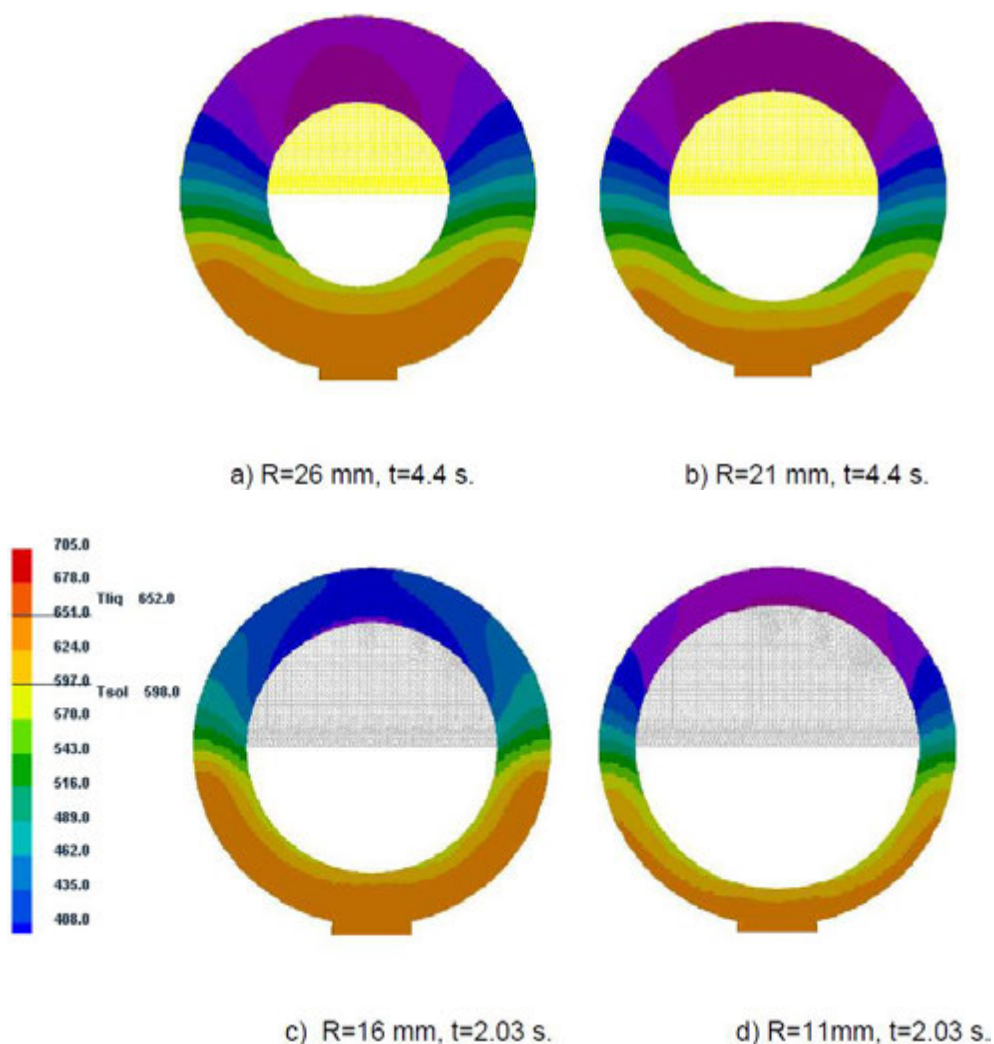 a) R=26 mm, t=4.4 s.
b) R=21 mm, t=4.4 s.
705.0
678.0
Tliq 652.0
651.0
624.0
597.0
Tsol 598.0
570.0
543.0
516.0
489.0
462.0
435.0
408.0
c) R=16 mm, t=2.03 s.
d) R=11mm, t=2.03 s.